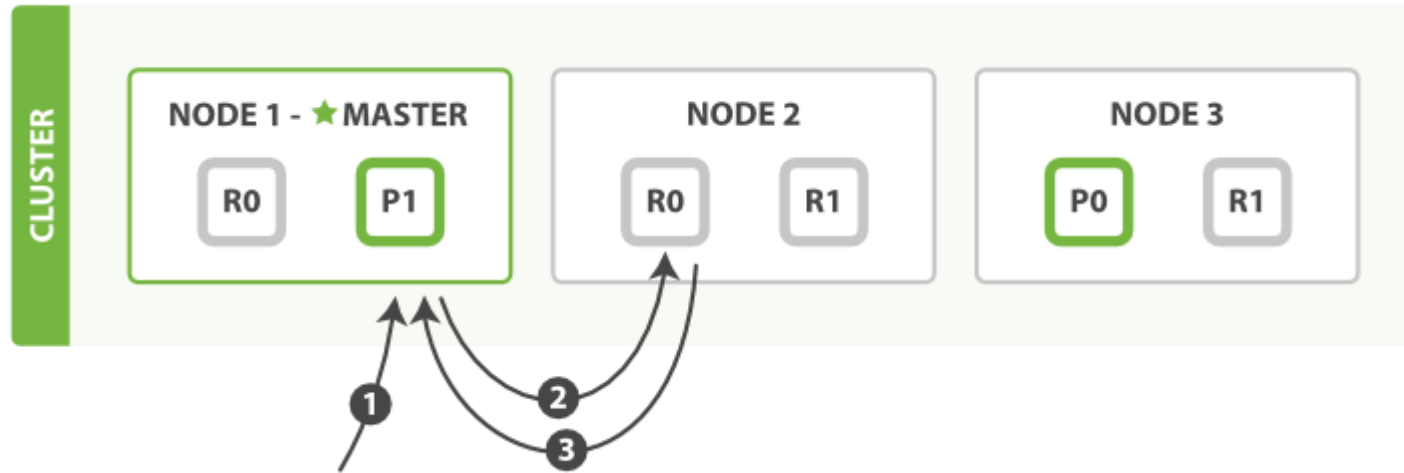 CLUSTER
NODE 1 - ★ MASTER
R0
P1
NODE 2
R0
R1
NODE 3
P0
R1
1
2
3